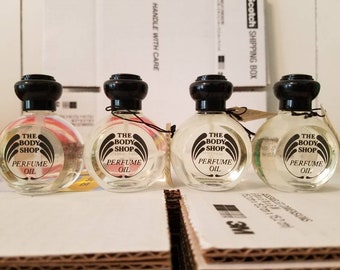 HANDLE WITH CARE
Scotch
SHIPPING BOX
THE
BODY
SHOP
PERFUME
OIL
THE
BODY
SHOP
PERFUME
OIL
THE
BODY
SHOP
PERFUME
OIL
THE
BODY
SHOP
PERFUME
OIL
3M